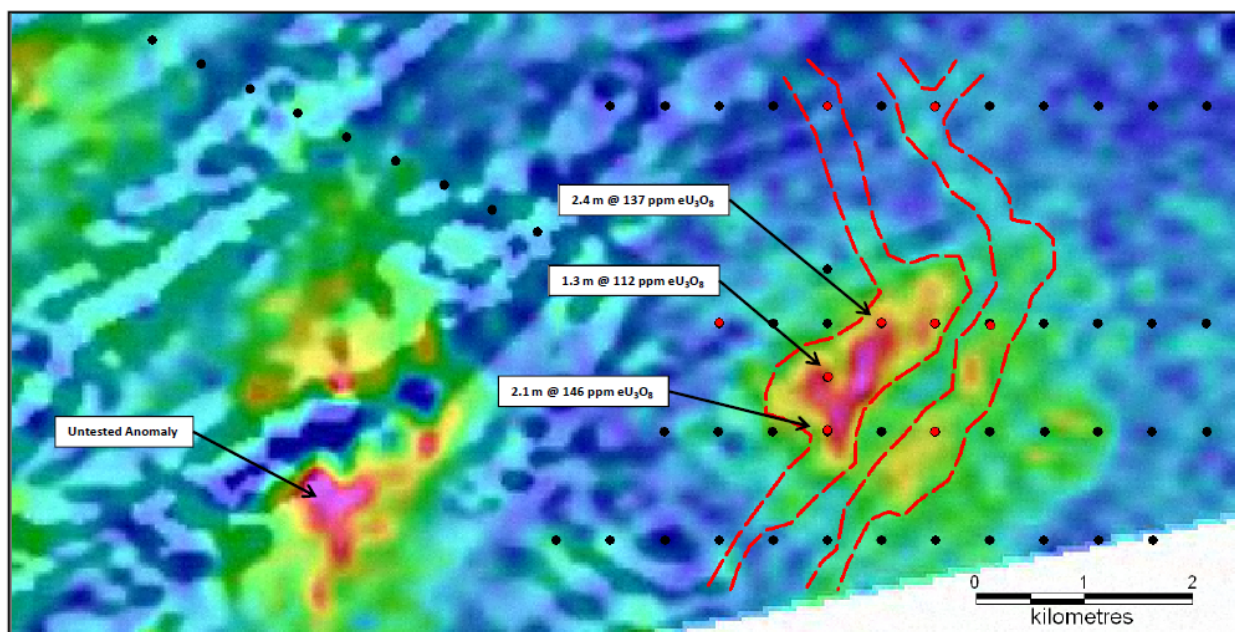 2.4 m @ 137 ppm eU₃O₈
1.3 m @ 112 ppm eU₃O₈
2.1 m @ 146 ppm eU₃O₈
Untested Anomaly
0 1 2
kilometres